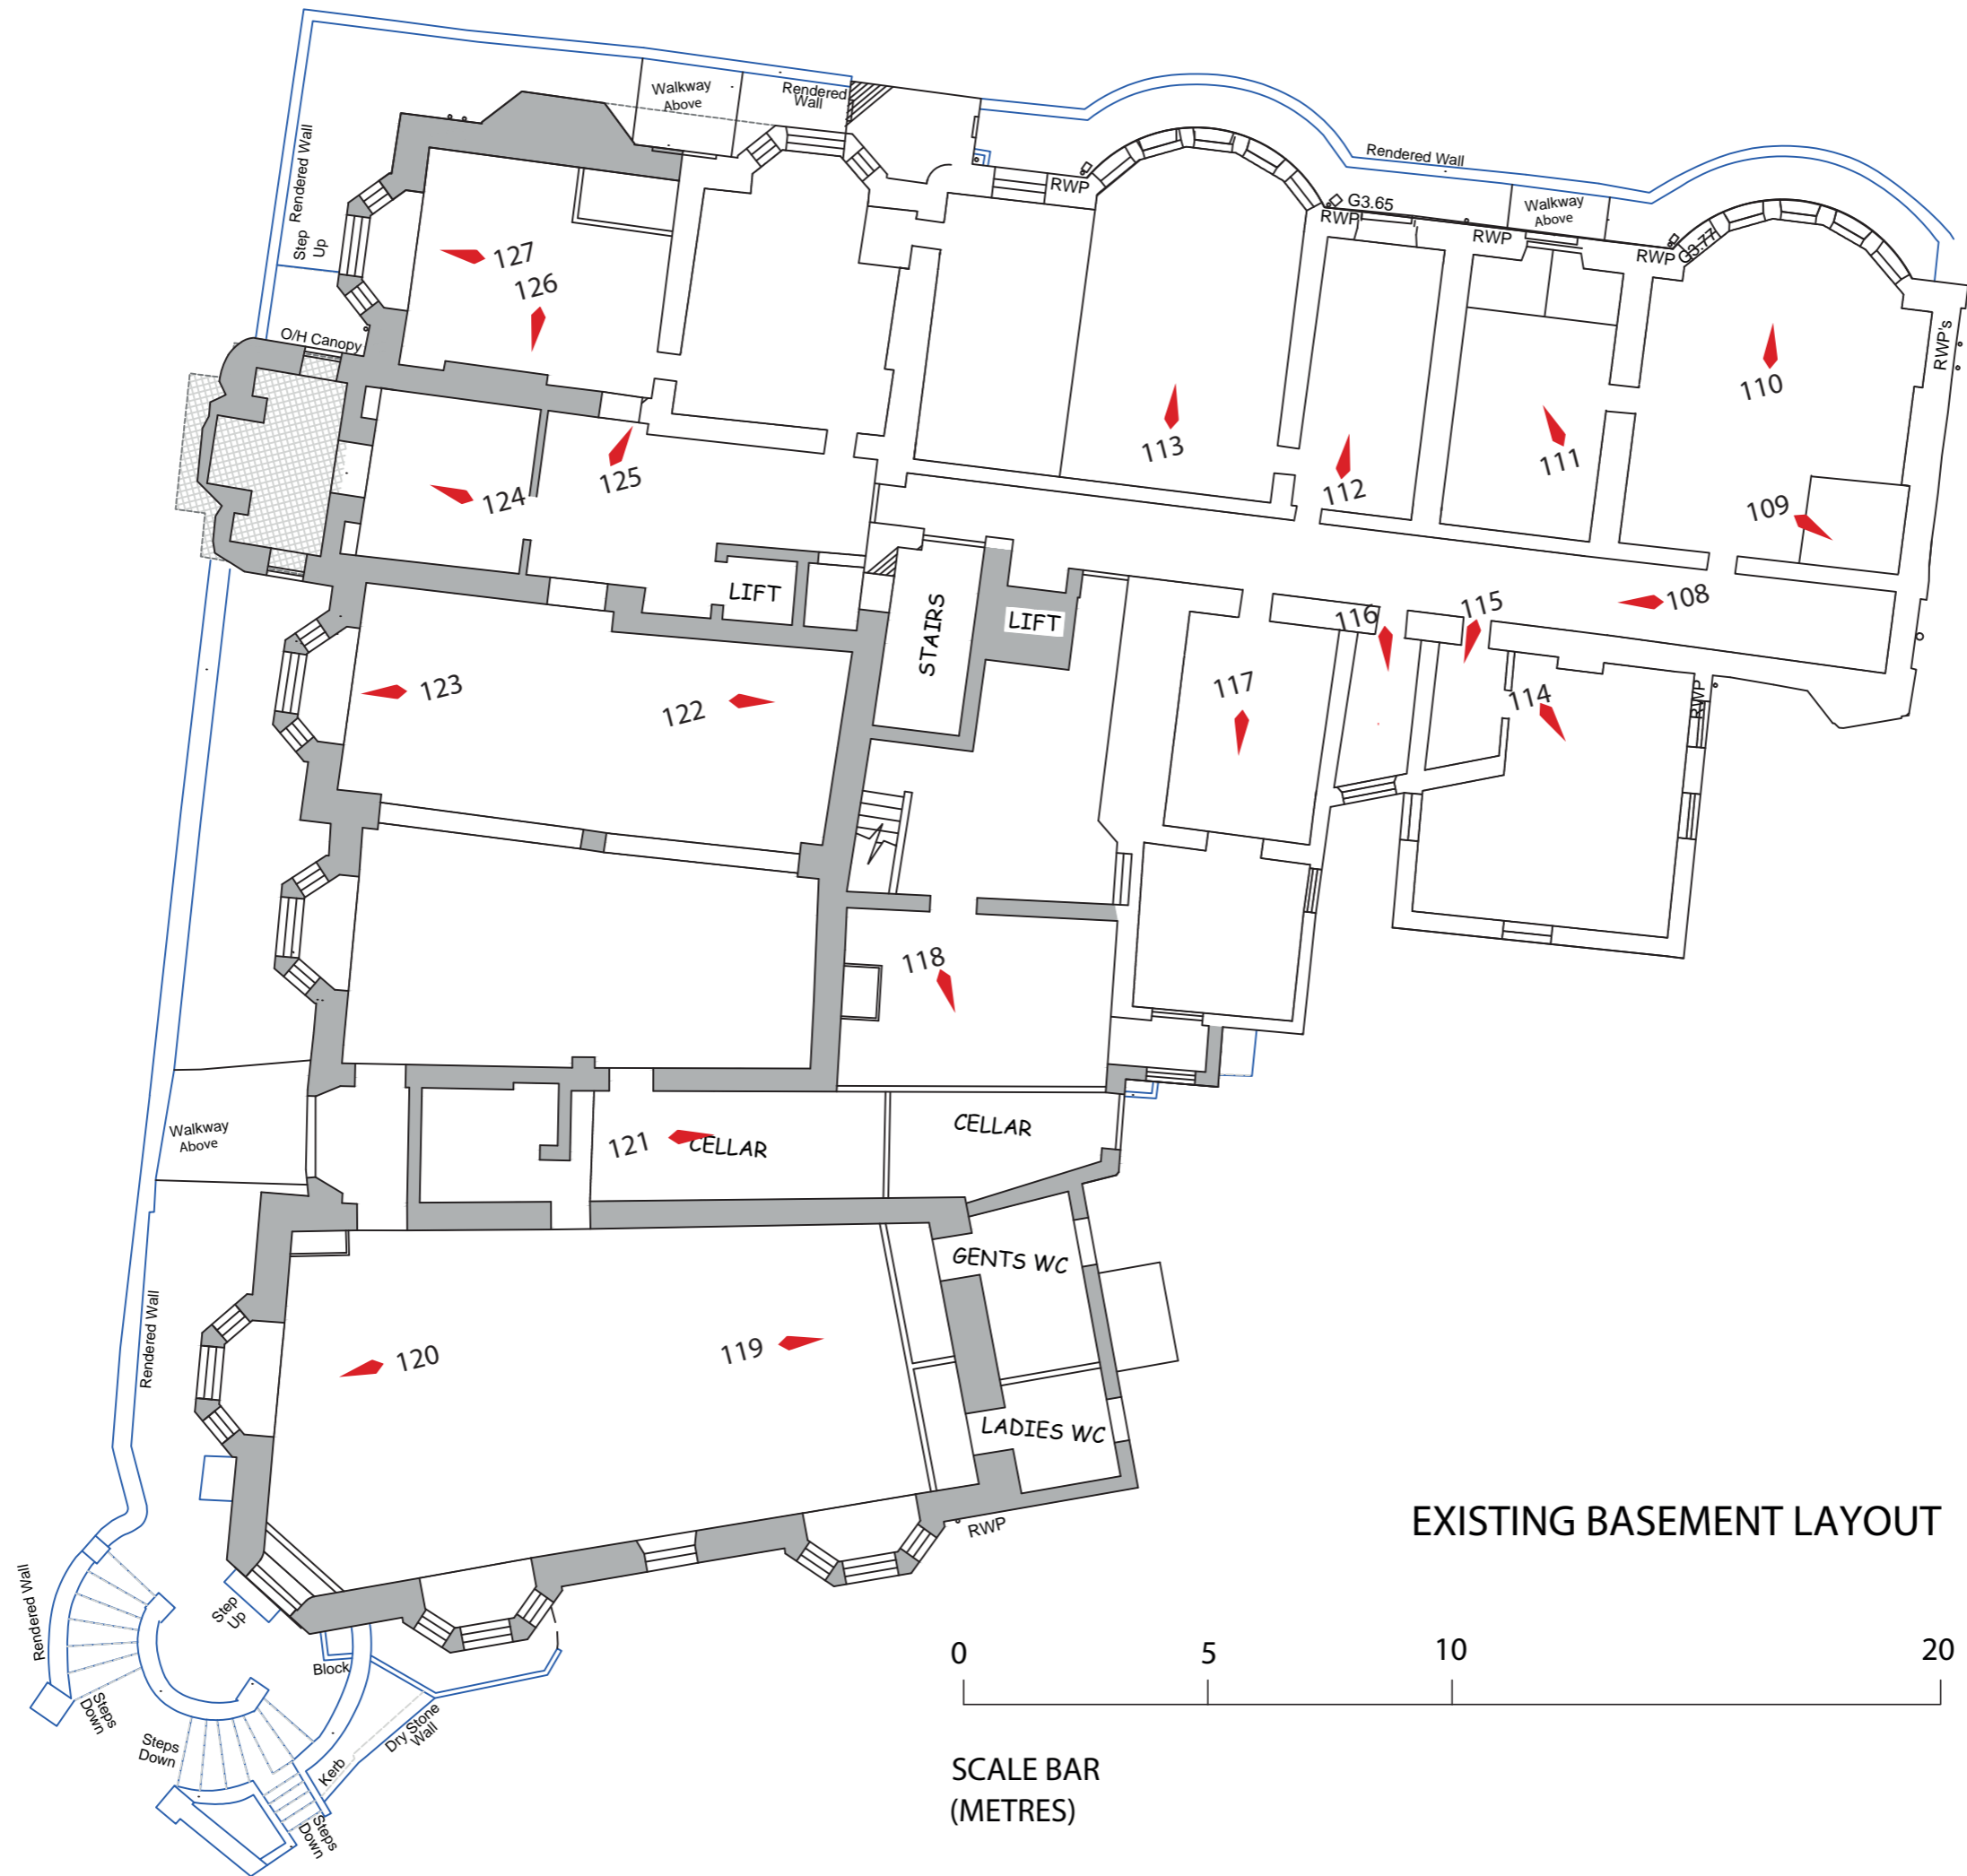 Walkway
Above
Rendered
Wall
Rendered Wall
Step
Up
RWP
Rendered Wall
G3.65
RWP
Walkway
Above
RWP
RWP
G3.77
RWP's
127
126
O/H Canopy
110
113
111
112
125
124
109
LIFT
STAIRS
LIFT
108
115
116
117
114
RWP
123
122
118
Walkway
Above
121
CELLAR
CELLAR
GENTS WC
Rendered Wall
120
119
LADIES WC
RWP
EXISTING BASEMENT LAYOUT
Rendered Wall
Step
Up
Block
Steps
Down
Steps
Down
Dry Stone
Wall
Kerb
Steps
Down
0
5
10
20
SCALE BAR
(METRES)